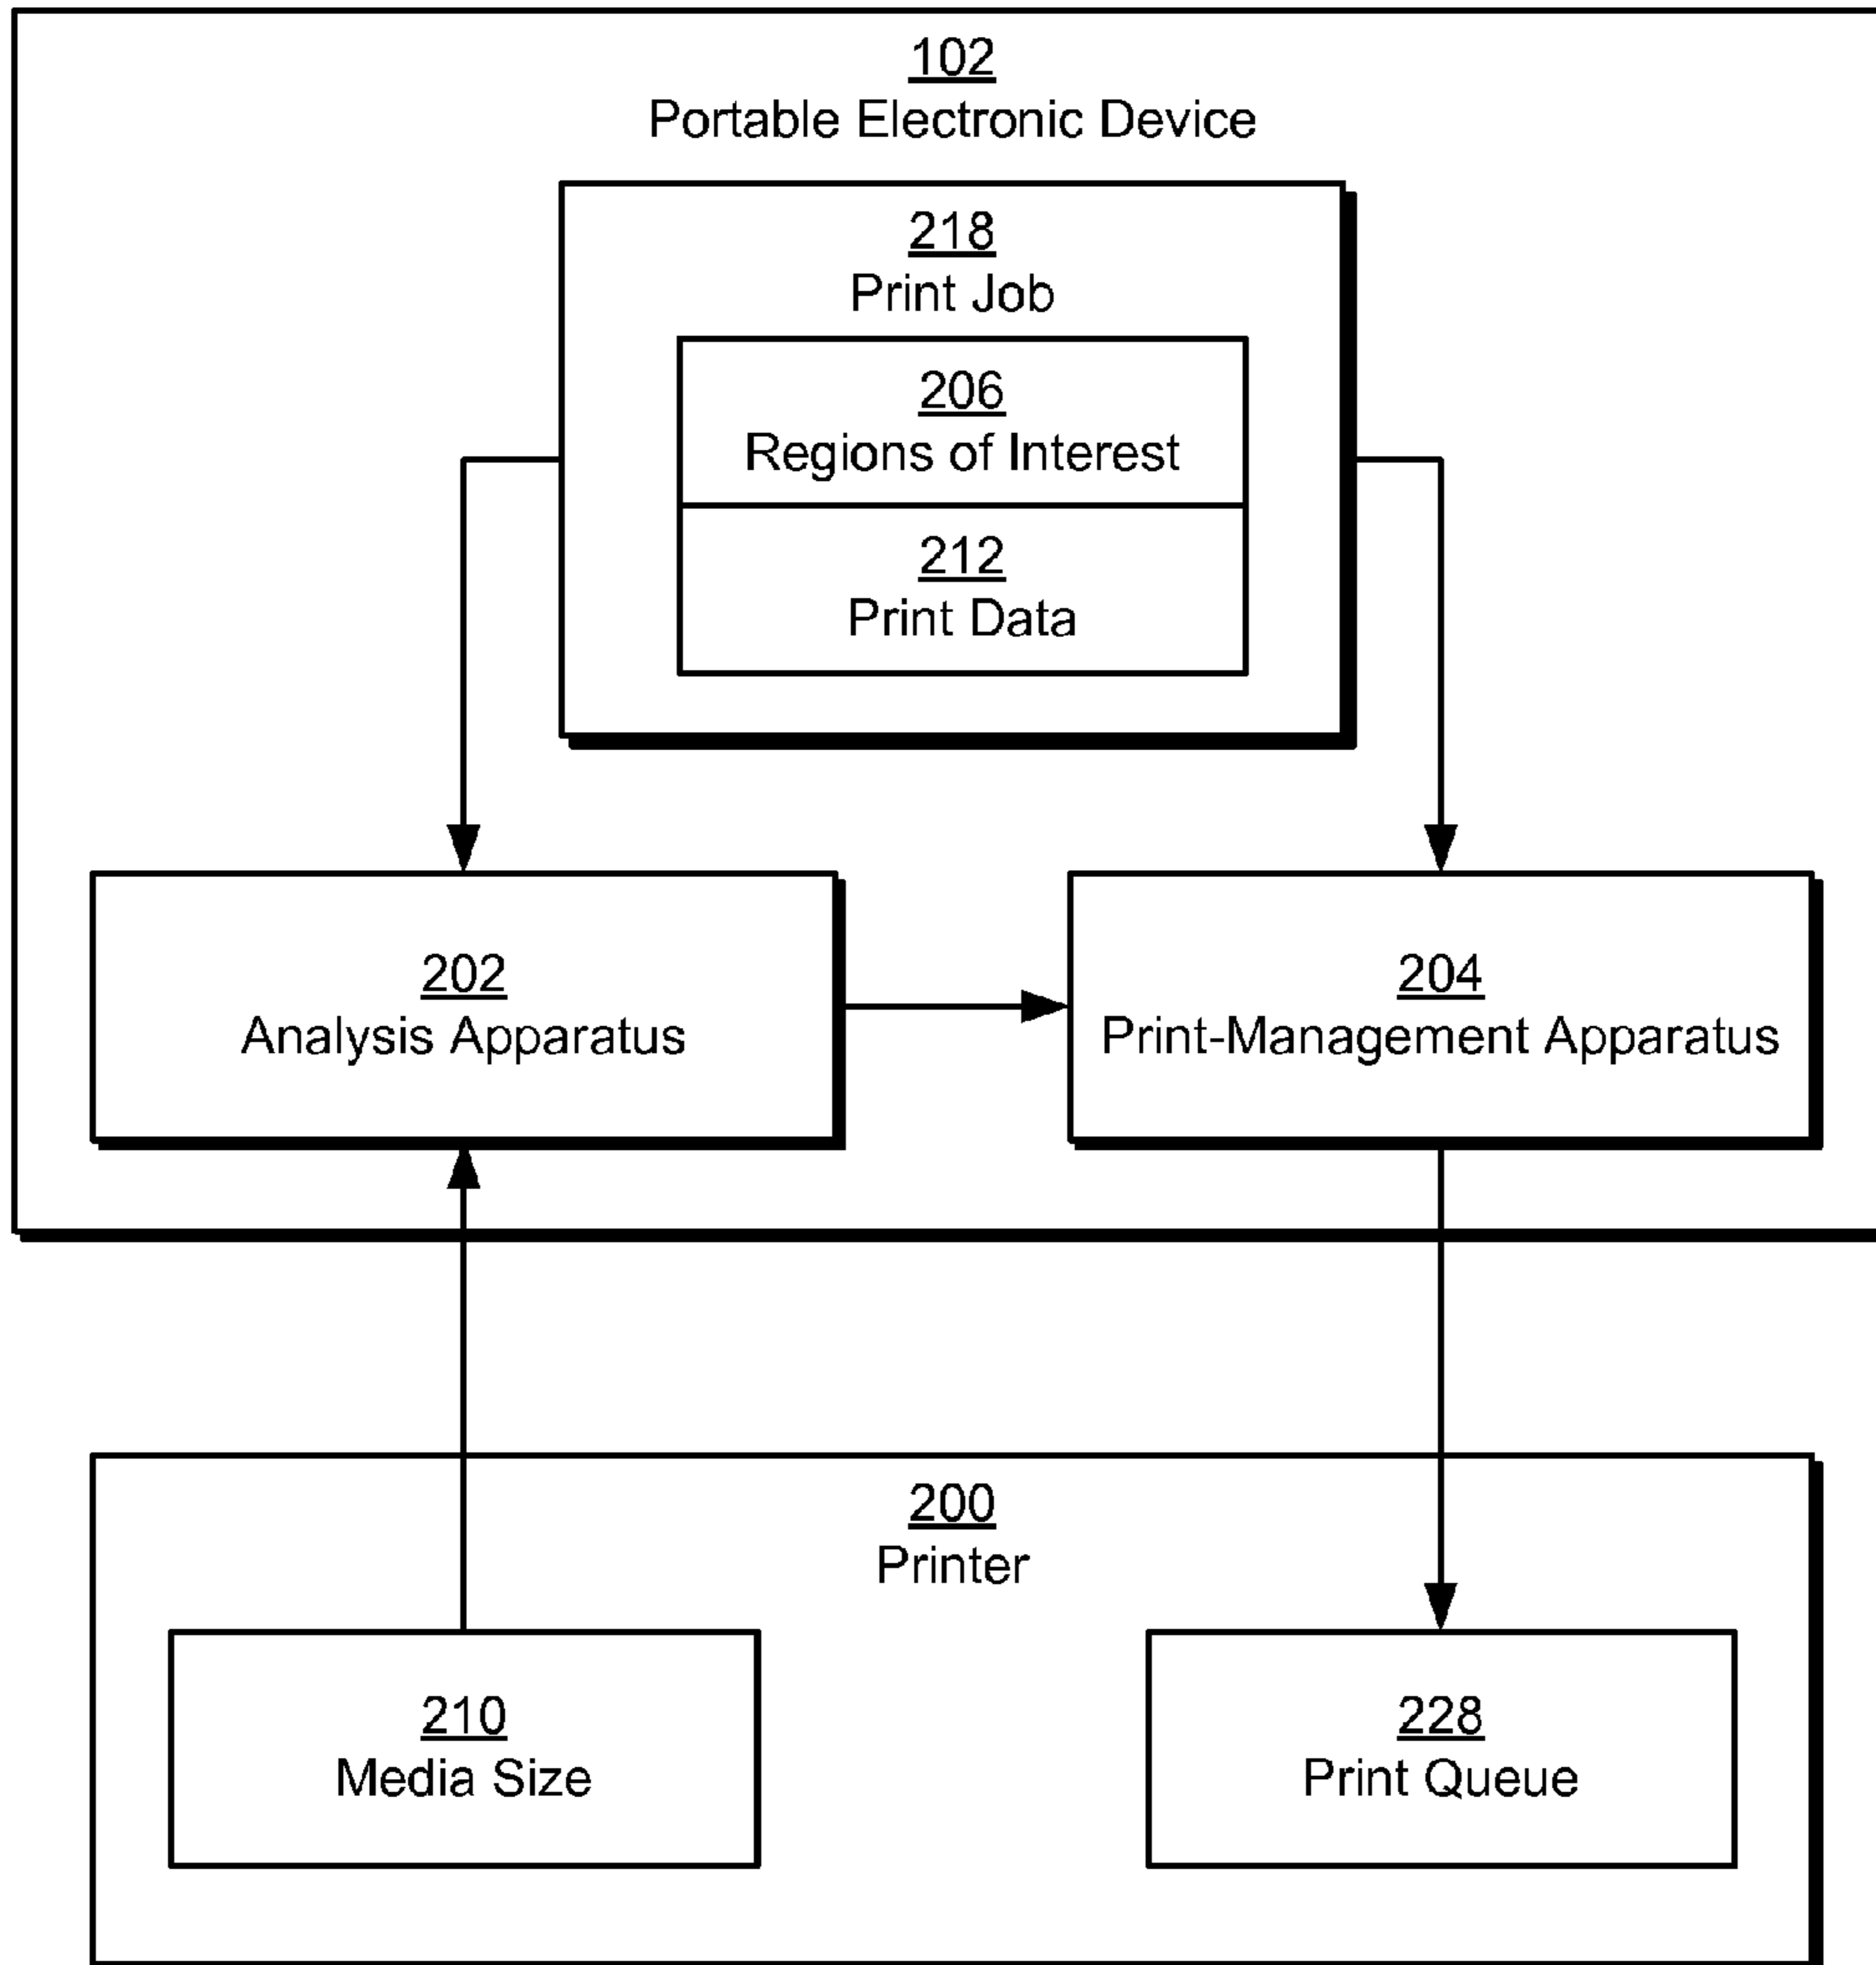 102
Portable Electronic Device
218
Print Job
206
Regions of Interest
212
Print Data
202
Analysis Apparatus
204
Print-Management Apparatus
200
Printer
210
Media Size
228
Print Queue